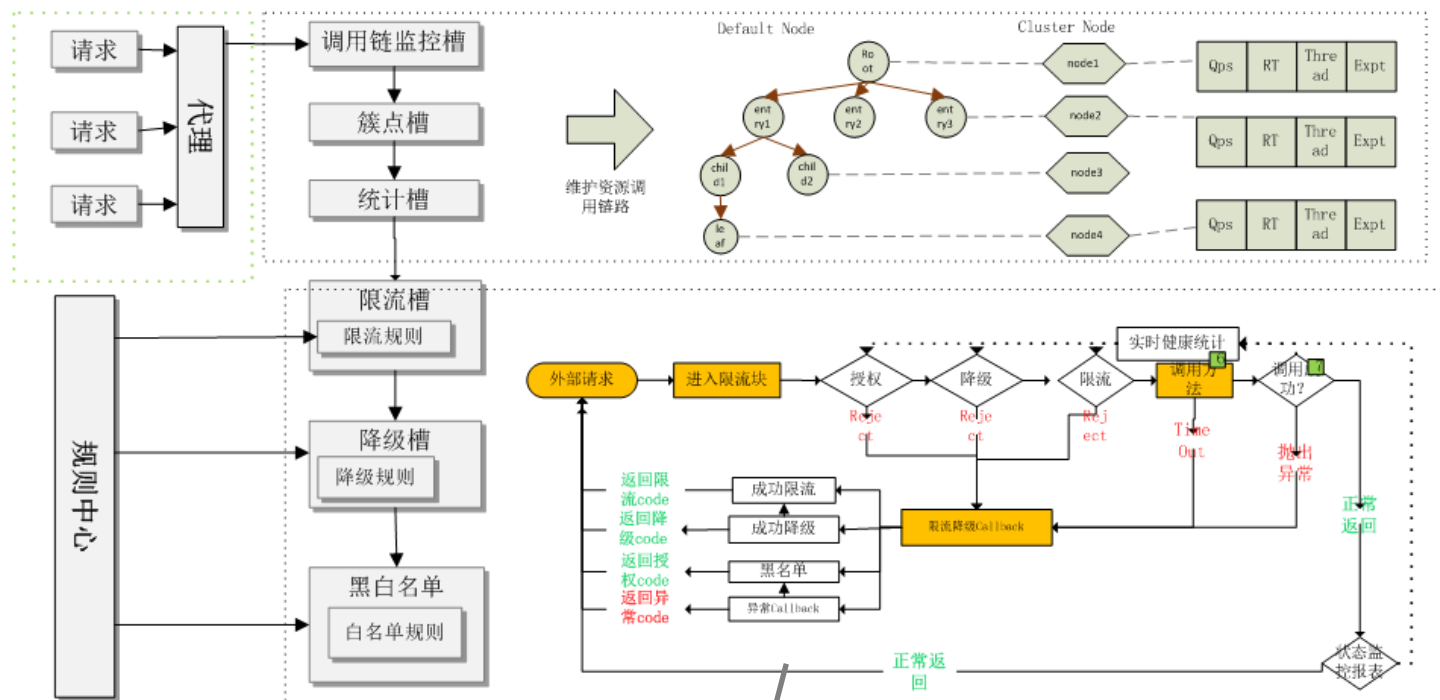 请求
请求
请求
代理
调用链监控槽
簇点槽
统计槽
维护资源调
用链路
Default Node
Ro
ot
ent
ry1
ent
ry2
ent
ry3
chil
d1
chil
d2
le
af
Cluster Node
node1
node2
node3
node4
Qps
RT
Thre
ad
Expt
Qps
RT
Thre
ad
Expt
Qps
RT
Thre
ad
Expt
规则中心
限流槽
限流规则
降级槽
降级规则
黑白名单
白名单规则
外部请求
进入限流块
授权
降级
限流
实时健康统计
调用方
法
6
调用
功?
Reje
ct
Reje
ct
Rej
ect
Time
Out
抛出
异常
正常
返回
限流降级Callback
成功限流
成功降级
黑名单
异常Callback
返回限
流code
返回降
级code
返回授
权code
返回异
常code
正常返
回
状态监
控报表